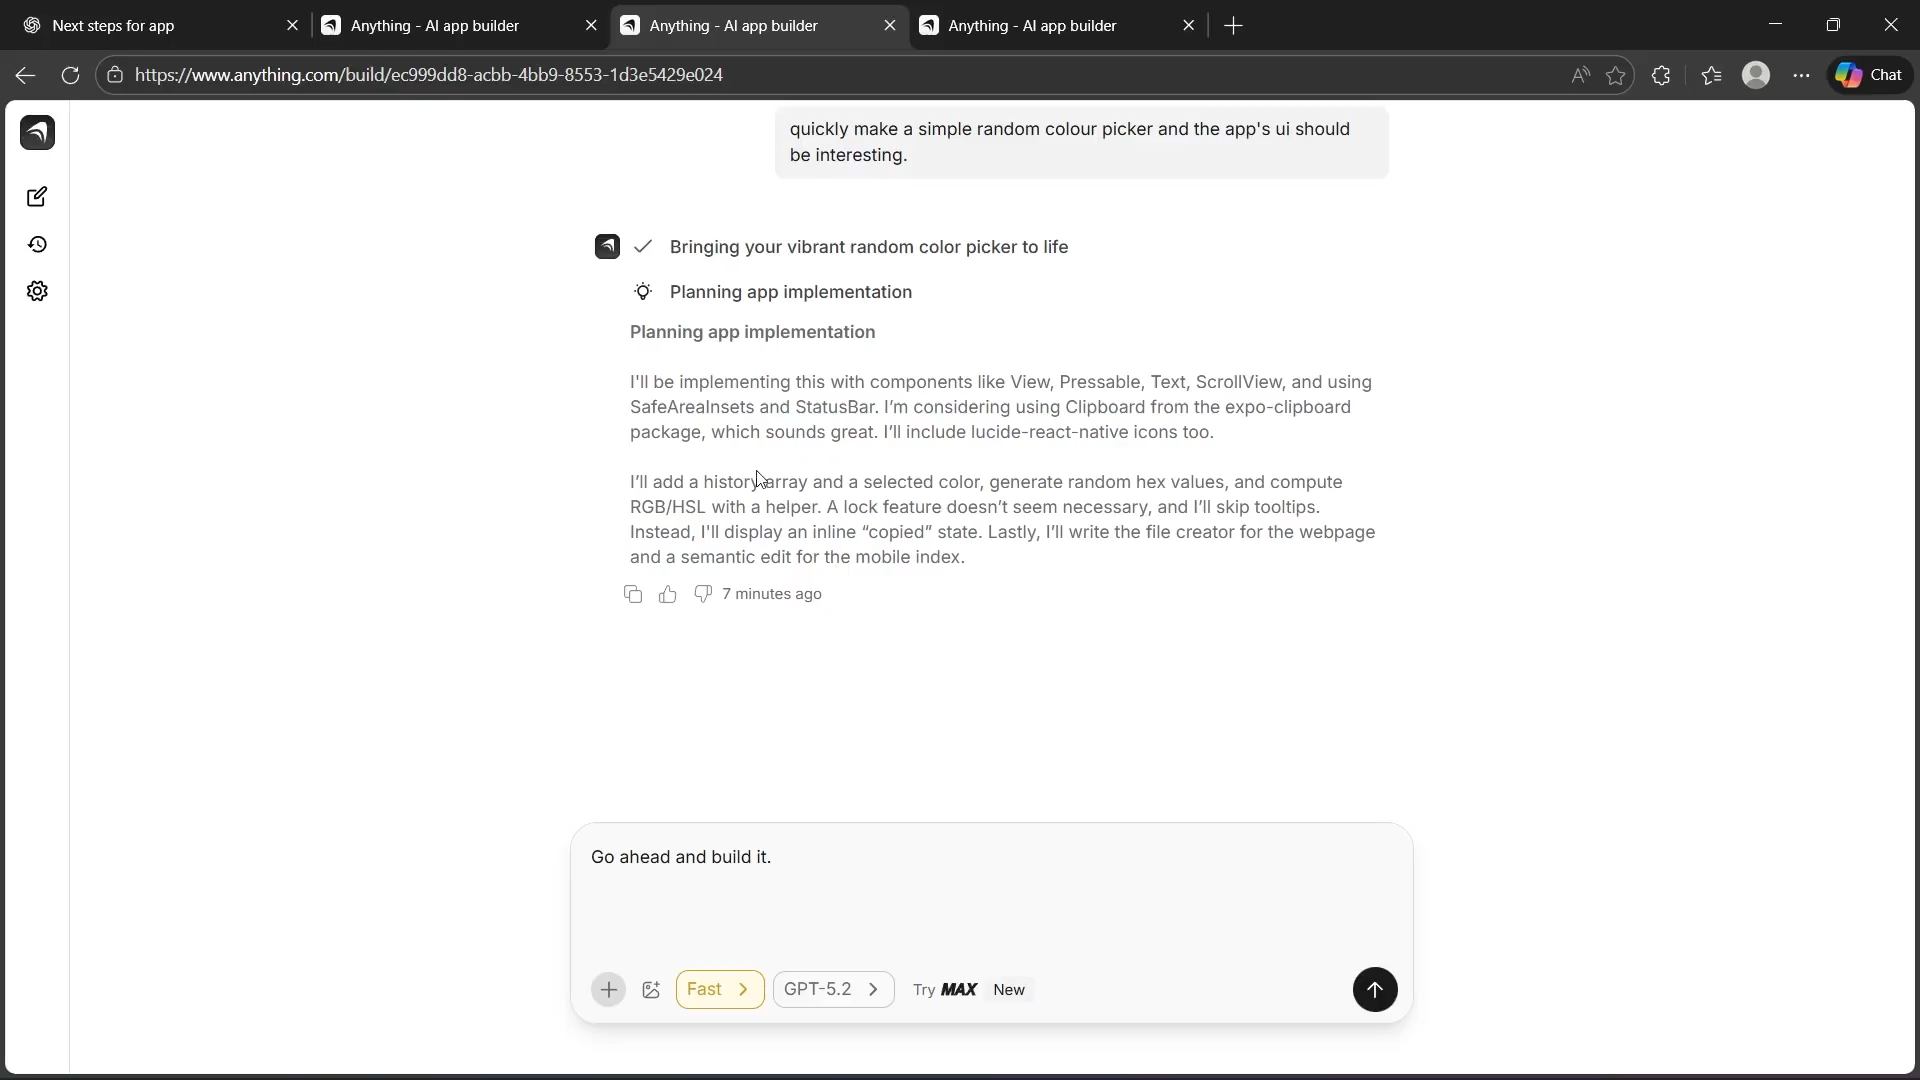 Next steps for app
Anything - AI app builder
Anything - AI app builder
Anything - AI app builder
https://www.anything.com/build/ec999dd8-acbb-4bb9-8553-1d3e5429e024
Chat
quickly make a simple random colour picker and the app's ui should
be interesting.
Bringing your vibrant random color picker to life
Planning app implementation
Planning app implementation
I'll be implementing this with components like View, Pressable, Text, ScrollView, and using
SafeAreaInsets and StatusBar. I'm considering using Clipboard from the expo-clipboard
package, which sounds great. I'll include lucide-react-native icons too.
I'll add a history array and a selected color, generate random hex values, and compute
RGB/HSL with a helper. A lock feature doesn't seem necessary, and I'll skip tooltips.
Instead, I'll display an inline “copied” state. Lastly, I'll write the file creator for the webpage
and a semantic edit for the mobile index.
7 minutes ago
Go ahead and build it.
Fast
GPT-5.2
Try MAX New